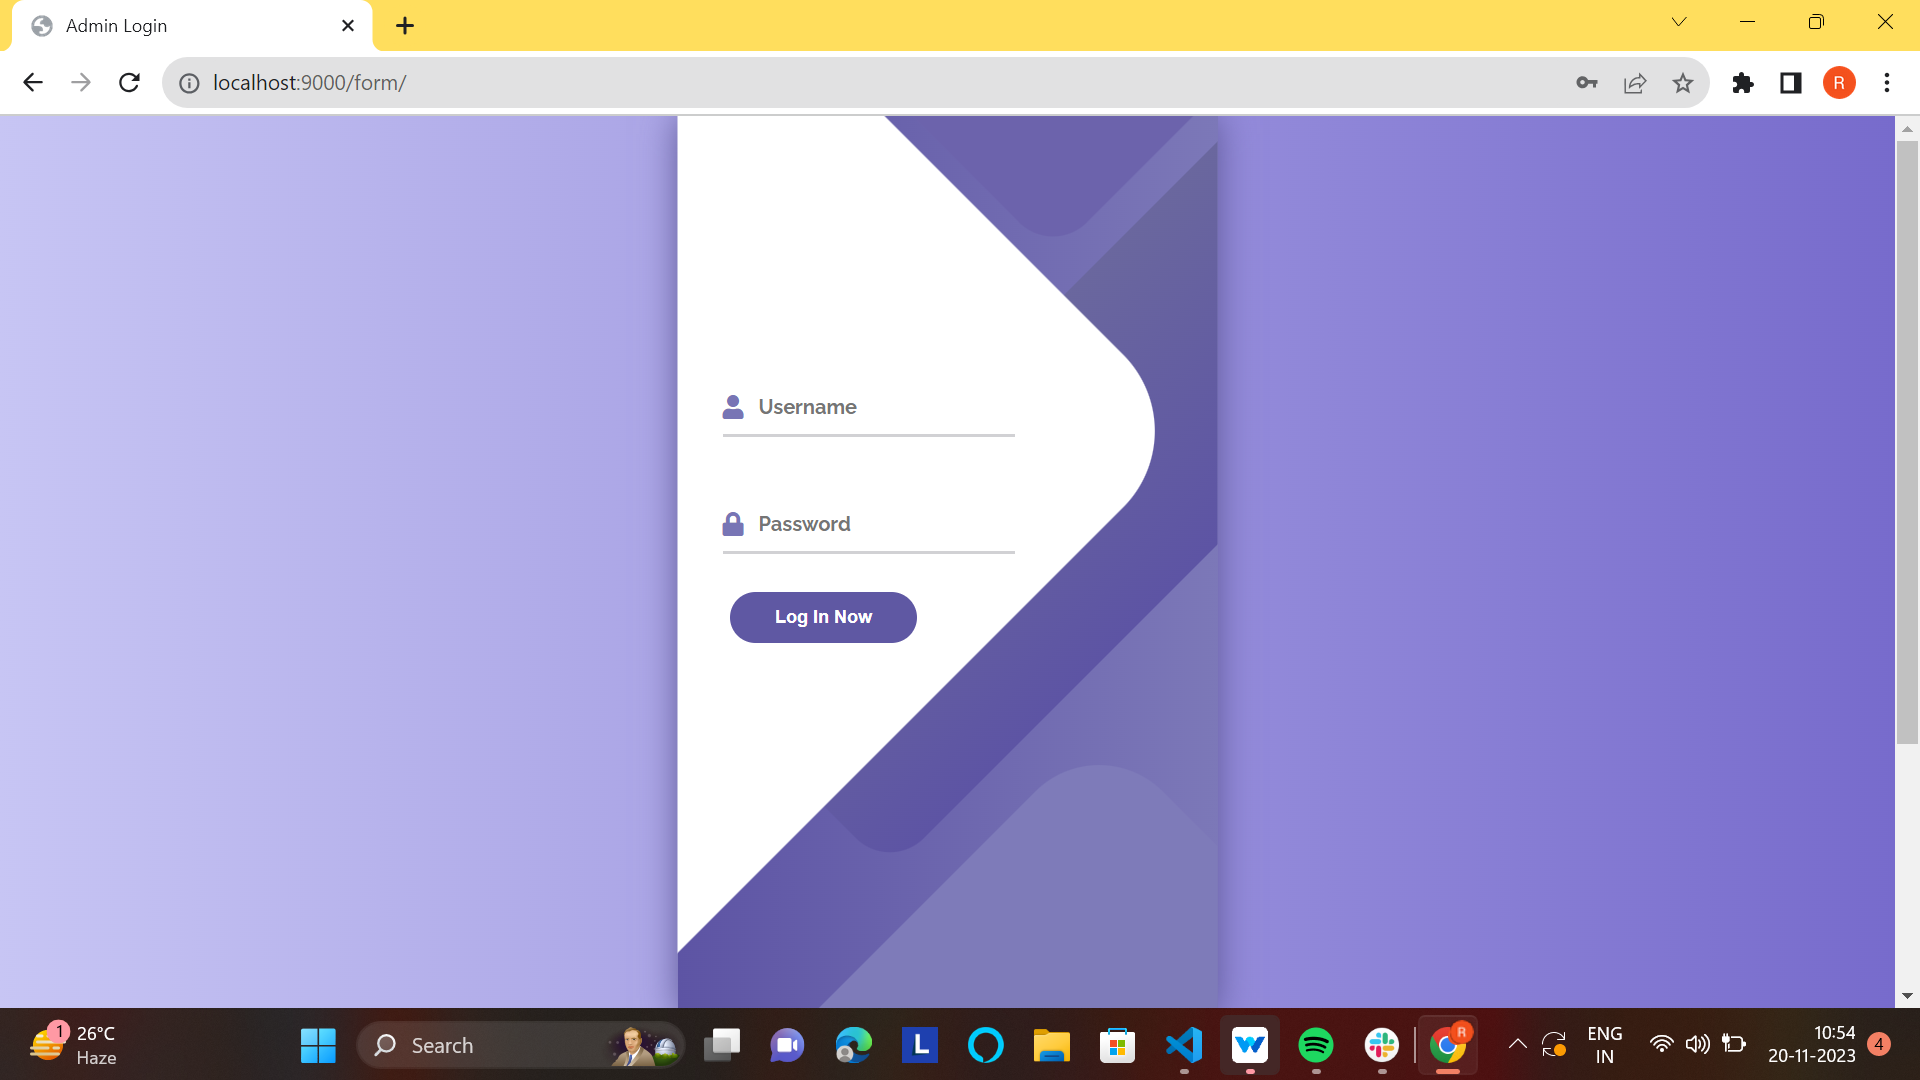 Admin Login
localhost:9000/form/
R
Username
Password
Log In Now
1
26°C
Haze
Search
L
R
ENG
IN
10:54
20-11-2023
4